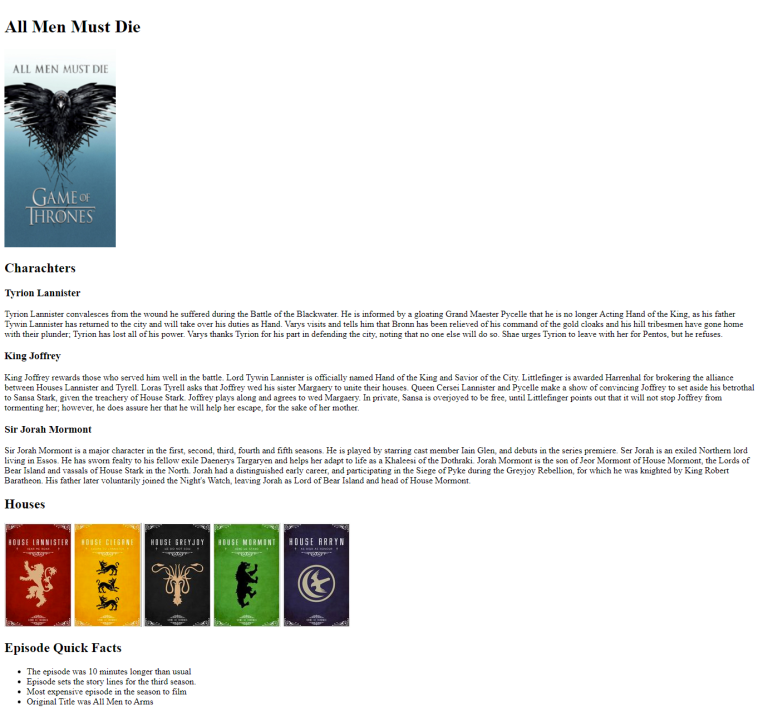 All Men Must Die
ALL MEN MUST DIE
GAME OF
THRONES
Charachters
Tyrion Lannister
Tyrion Lannister convalesces from the wound he suffered during the Battle of the Blackwater. He is informed by a gloating Grand Maester Pycelle that he is no longer Acting Hand of the King, as his father
Tywin Lannister has returned to the city and will take over his duties as Hand. Varys visits and tells him that Bronn has been relieved of his command of the gold cloaks and his hill tribesmen have gone home
with their plunder; Tyrion has lost all of his power. Varys thanks Tyrion for his part in defending the city, noting that no one else will do so. Shae urges Tyrion to leave with her for Pentos, but he refuses.
King Joffrey
King Joffrey rewards those who served him well in the battle. Lord Tywin Lannister is officially named Hand of the King and Savior of the City. Littlefinger is awarded Harrenhal for brokering the alliance
between Houses Lannister and Tyrell. Loras Tyrell asks that Joffrey wed his sister Margaery to unite their houses. Queen Cersei Lannister and Pycelle make a show of convincing Joffrey to set aside his betrothal
to Sansa Stark, given the treachery of House Stark. Joffrey plays along and agrees to wed Margaery. In private, Sansa is overjoyed to be free, until Littlefinger points out that it will not stop Joffrey from
tormenting her; however, he does assure her that he will help her escape, for the sake of her mother.
Sir Jorah Mormont
Sir Jorah Mormont is a major character in the first, second, third, fourth and fifth seasons. He is played by starring cast member Iain Glen, and debuts in the series premiere. Ser Jorah is an exiled Northern lord
living in Essos. He has sworn fealty to his fellow exile Daenerys Targaryen and helps her adapt to life as a Khaleesi of the Dothraki. Jorah Mormont is the son of Jeor Mormont of House Mormont, the Lords of
Bear Island and vassals of House Stark in the North. Jorah had a distinguished early career, and participating in the Siege of Pyke during the Greyjoy Rebellion, for which he was knighted by King Robert
Baratheon. His father later voluntarily joined the Night's Watch, leaving Jorah as Lord of Bear Island and head of House Mormont.
Houses
HOUSE LANNISTER
HOUSE CLEGANE
HOUSE GREYJOY
HOUSE MORMONT
HOUSE ARRYN
Episode Quick Facts
The episode was 10 minutes longer than usual
Episode sets the story lines for the third season.
Most expensive episode in the season to film
Original Title was All Men to Arms